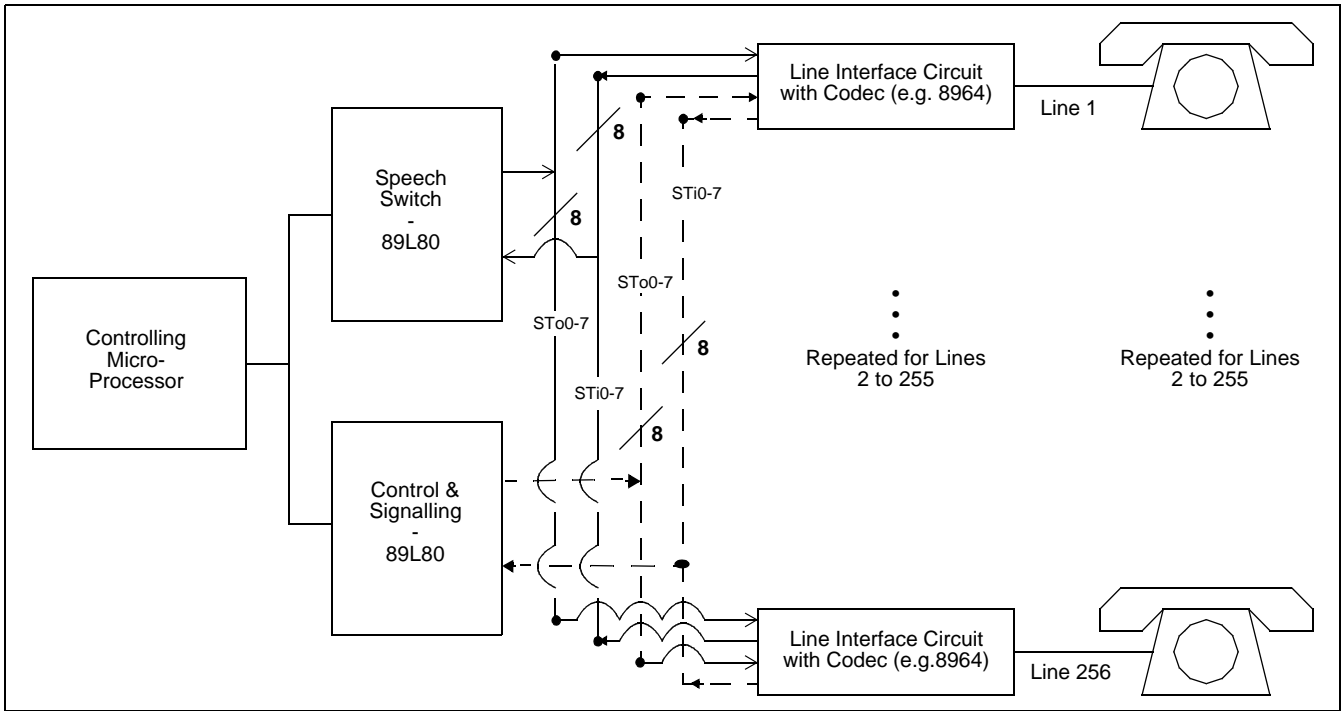 Controlling
Micro-
Processor
Speech
Switch
-
89L80
Control &
Signalling
-
89L80
8
8
STo0-7
STi0-7
STo0-7
STi0-7
8
8
Line Interface Circuit
with Codec (e.g. 8964)
Line 1
Repeated for Lines
2 to 255
Repeated for Lines
2 to 255
Line Interface Circuit
with Codec (e.g.8964)
Line 256